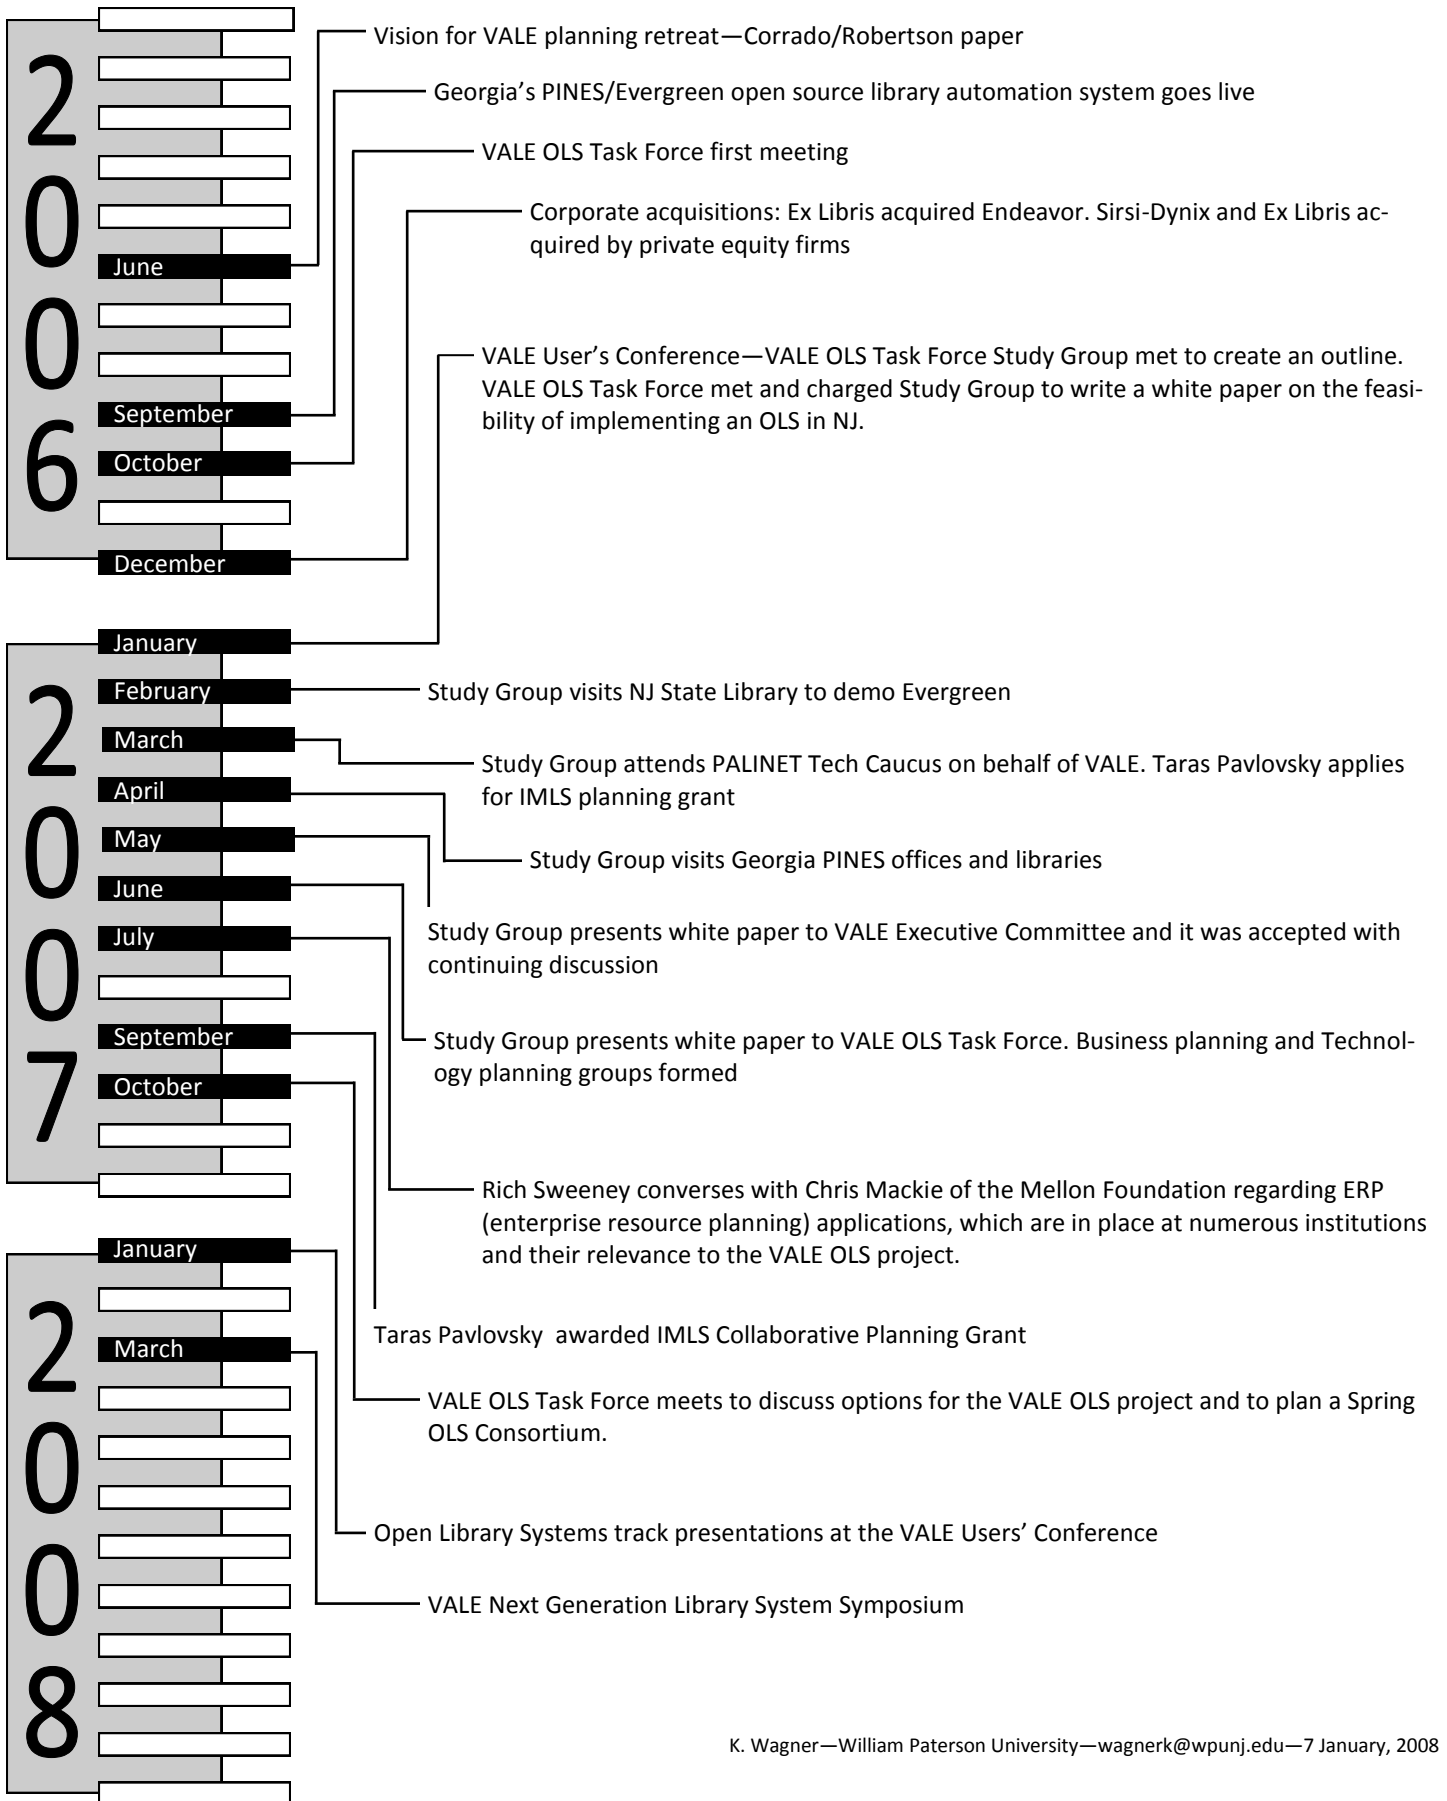 2006
Vision for VALE planning retreat—Corrado/Robertson paper
Georgia’s PINES/Evergreen open source library automation system goes live
VALE OLS Task Force first meeting
Corporate acquisitions: Ex Libris acquired Endeavor. Sirsi-Dynix and Ex Libris ac-
quired by private equity firms
June
VALE User’s Conference—VALE OLS Task Force Study Group met to create an outline.
VALE OLS Task Force met and charged Study Group to write a white paper on the feasi-
bility of implementing an OLS in NJ.
September
October
December
2007
January
February
Study Group visits NJ State Library to demo Evergreen
March
Study Group attends PALINET Tech Caucus on behalf of VALE. Taras Pavlovsky applies
for IMLS planning grant
April
May
Study Group visits Georgia PINES offices and libraries
June
July
Study Group presents white paper to VALE Executive Committee and it was accepted with
continuing discussion
September
Study Group presents white paper to VALE OLS Task Force. Business planning and Technol-
ogy planning groups formed
October
Rich Sweeney converses with Chris Mackie of the Mellon Foundation regarding ERP
(enterprise resource planning) applications, which are in place at numerous institutions
and their relevance to the VALE OLS project.
2008
January
Taras Pavlovsky  awarded IMLS Collaborative Planning Grant
March
VALE OLS Task Force meets to discuss options for the VALE OLS project and to plan a Spring
OLS Consortium.
Open Library Systems track presentations at the VALE Users’ Conference
VALE Next Generation Library System Symposium
K. Wagner—William Paterson University—wagnerk@wpunj.edu—7 January, 2008